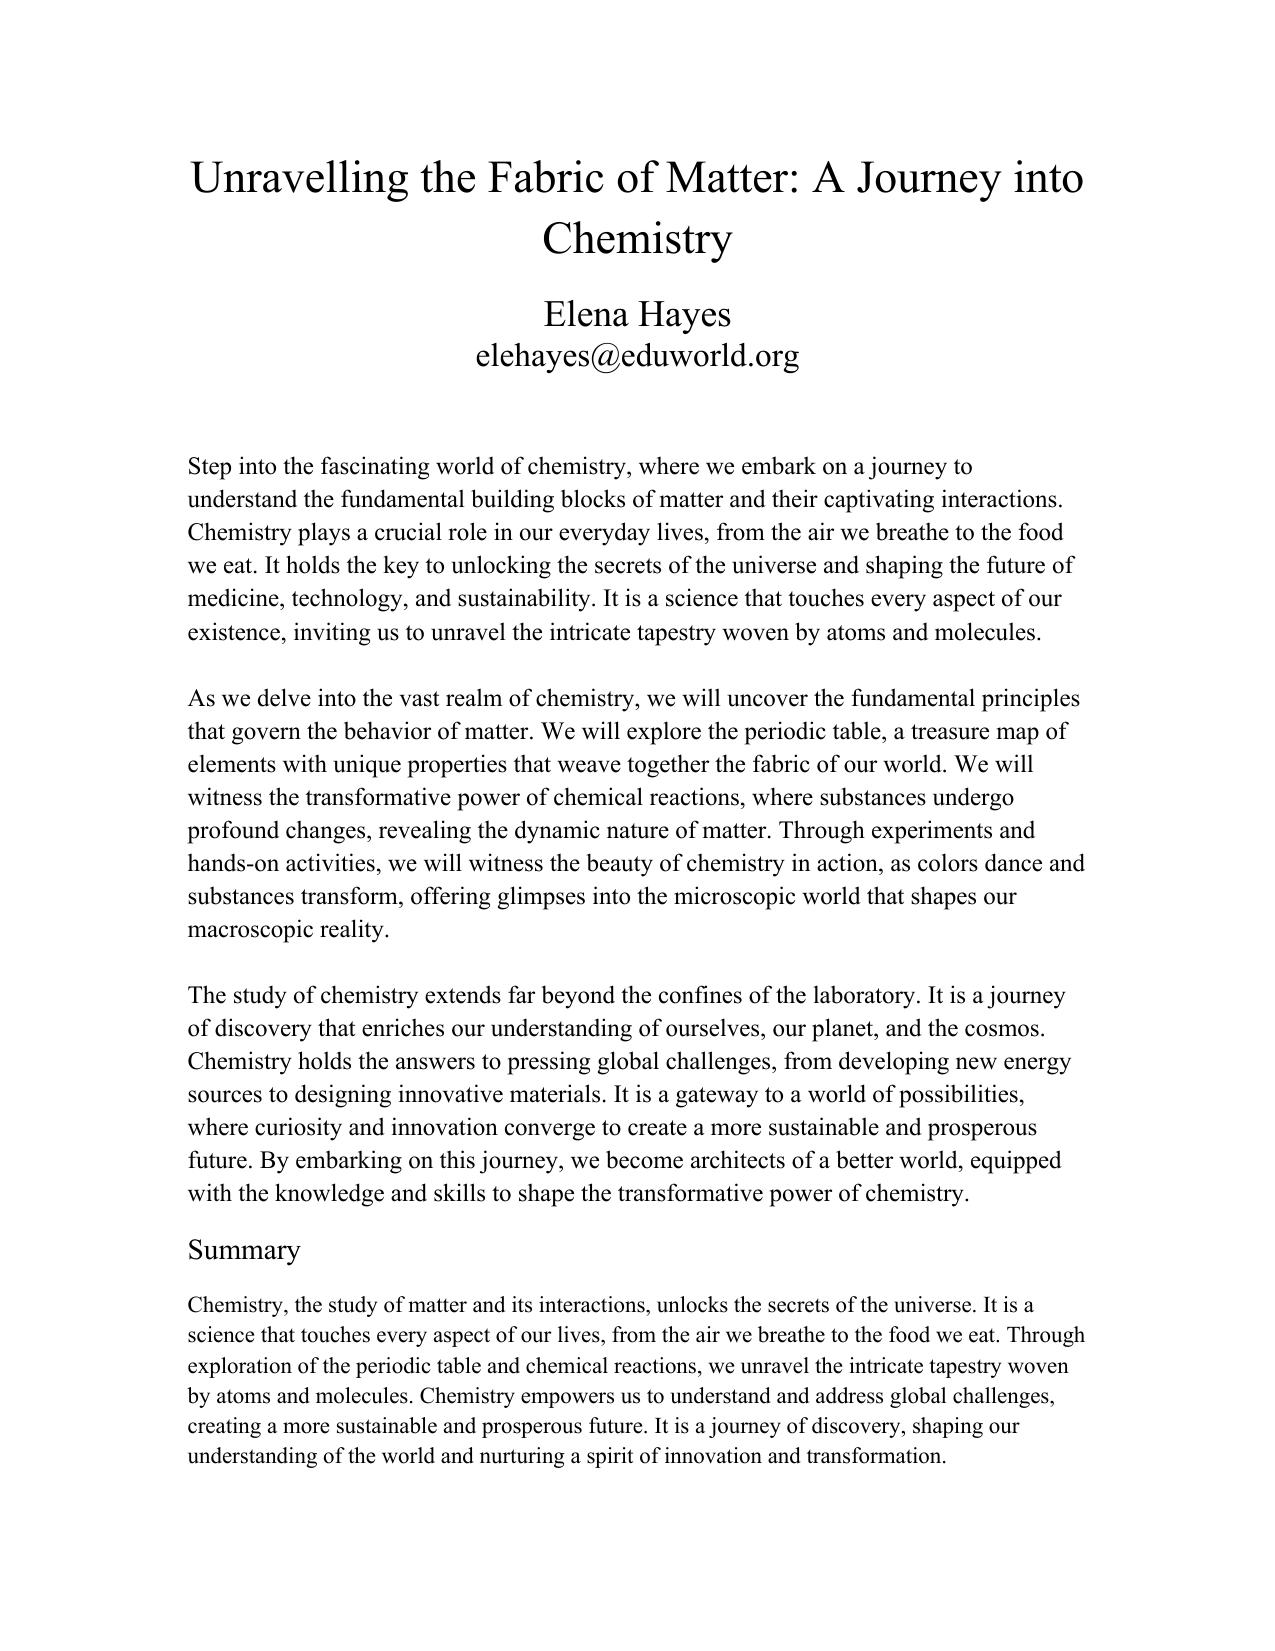 Unravelling the Fabric of Matter: A Journey into
Chemistry
Elena Hayes
elehayes@eduworld.org
Step into the fascinating world of chemistry, where we embark on a journey to
understand the fundamental building blocks of matter and their captivating interactions.
Chemistry plays a crucial role in our everyday lives, from the air we breathe to the food
we eat. It holds the key to unlocking the secrets of the universe and shaping the future of
medicine, technology, and sustainability. It is a science that touches every aspect of our
existence, inviting us to unravel the intricate tapestry woven by atoms and molecules.
As we delve into the vast realm of chemistry, we will uncover the fundamental principles
that govern the behavior of matter. We will explore the periodic table, a treasure map of
elements with unique properties that weave together the fabric of our world. We will
witness the transformative power of chemical reactions, where substances undergo
profound changes, revealing the dynamic nature of matter. Through experiments and
hands-on activities, we will witness the beauty of chemistry in action, as colors dance and
substances transform, offering glimpses into the microscopic world that shapes our
macroscopic reality.
The study of chemistry extends far beyond the confines of the laboratory. It is a journey
of discovery that enriches our understanding of ourselves, our planet, and the cosmos.
Chemistry holds the answers to pressing global challenges, from developing new energy
sources to designing innovative materials. It is a gateway to a world of possibilities,
where curiosity and innovation converge to create a more sustainable and prosperous
future. By embarking on this journey, we become architects of a better world, equipped
with the knowledge and skills to shape the transformative power of chemistry.
Summary
Chemistry, the study of matter and its interactions, unlocks the secrets of the universe. It is a
science that touches every aspect of our lives, from the air we breathe to the food we eat. Through
exploration of the periodic table and chemical reactions, we unravel the intricate tapestry woven
by atoms and molecules. Chemistry empowers us to understand and address global challenges,
creating a more sustainable and prosperous future. It is a journey of discovery, shaping our
understanding of the world and nurturing a spirit of innovation and transformation.